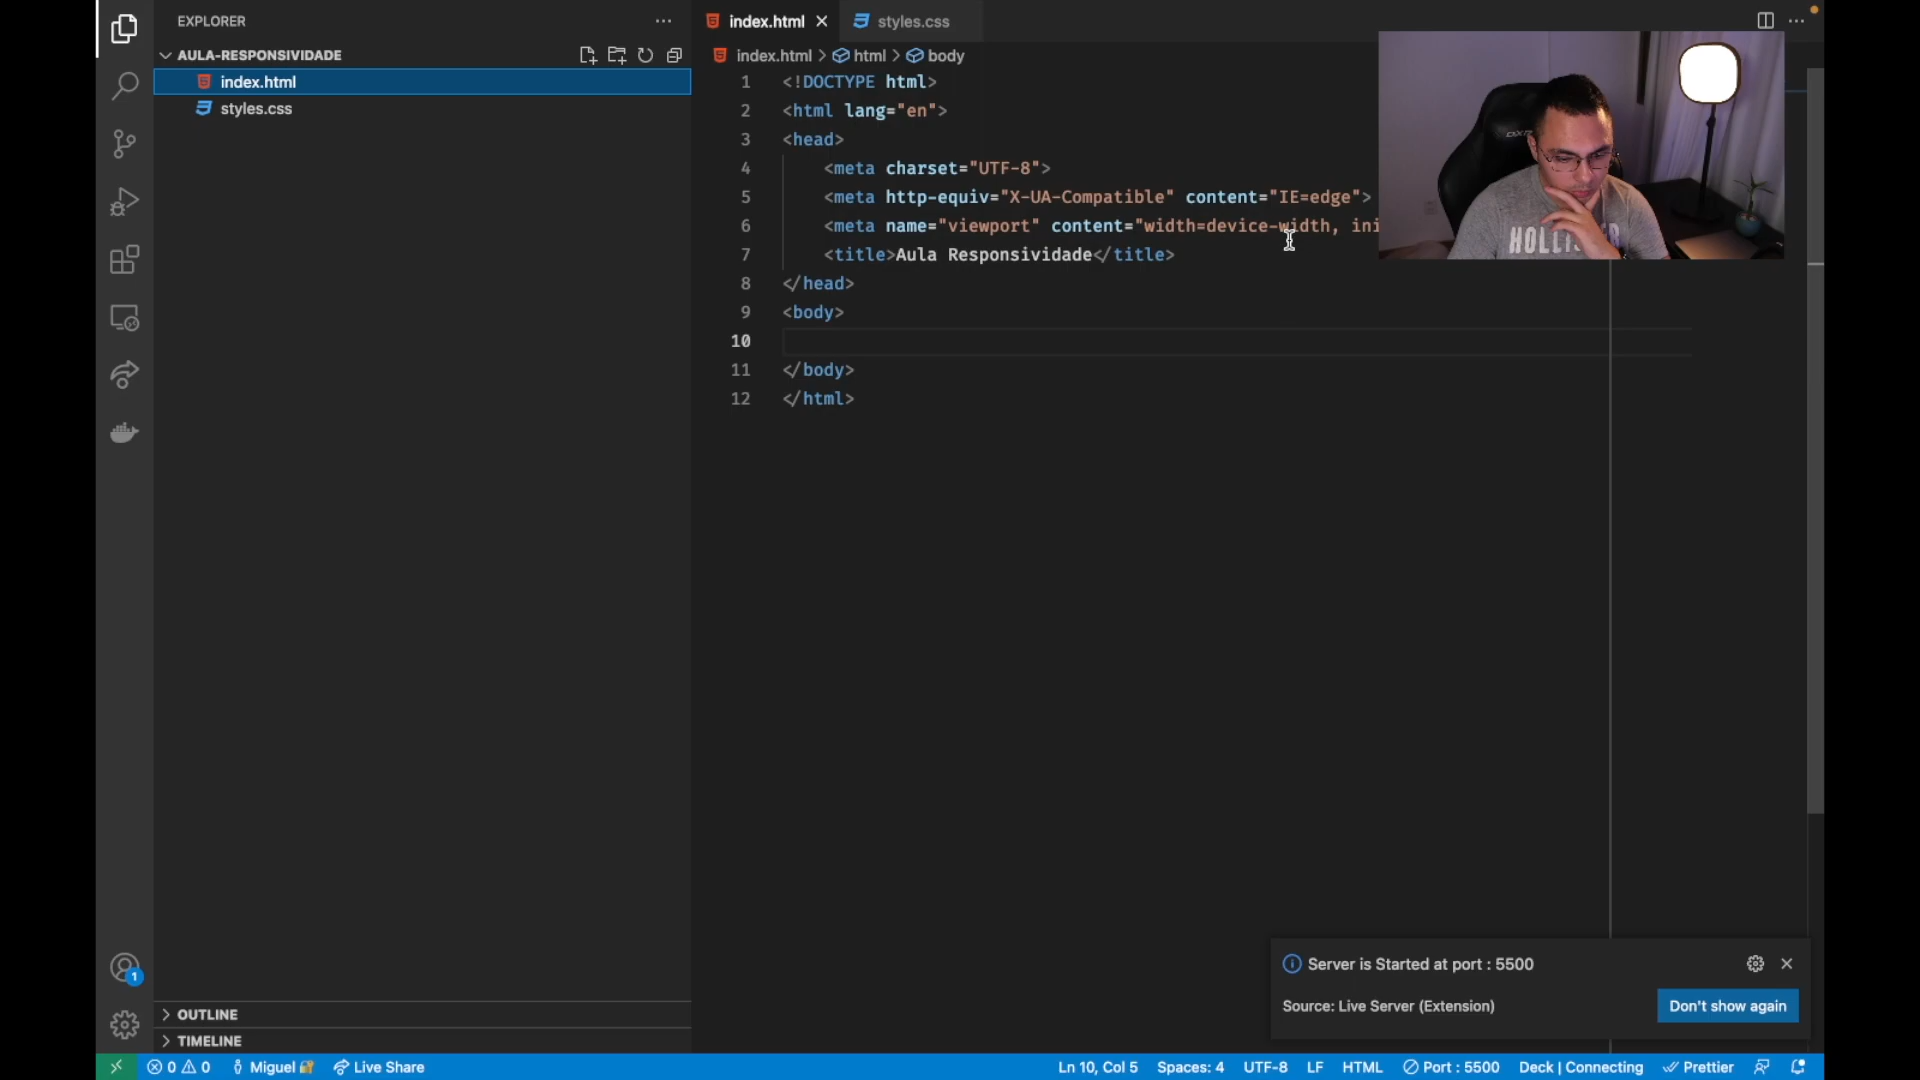 EXPLORER
AULA-RESPONSIVIDADE
index.html
styles.css
OUTLINE
TIMELINE
index.html
styles.css
index.html > html > body
1 <!DOCTYPE html>
2 <html lang="en">
3 <head>
4 <meta charset="UTF-8">
5 <meta http-equiv="X-UA-Compatible" content="IE=edge">
6 <meta name="viewport" content="width=device-width, ini
7 <title>Aula Responsividade</title>
8 </head>
9 <body>
10
11 </body>
12 </html>
Server is Started at port : 5500
Source: Live Server (Extension)
Don't show again
1
0 0 Miguel Live Share Ln 10, Col 5 Spaces: 4 UTF-8 LF HTML Port : 5500 Deck | Connecting Prettier